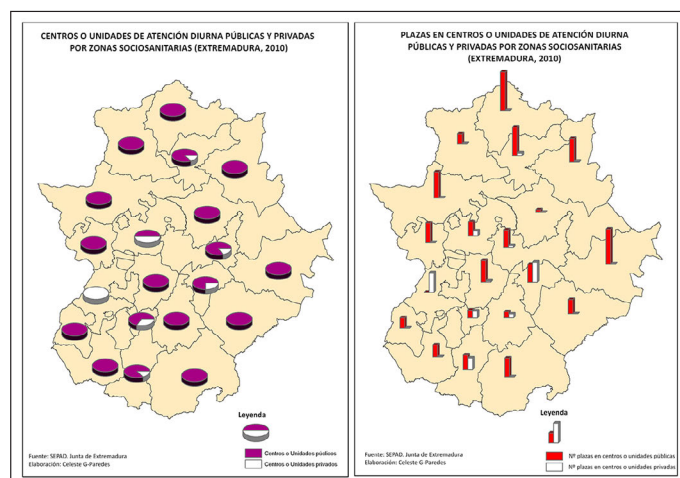 CENTROS O UNIDADES DE ATENCIÓN DIURNA PÚBLICAS Y PRIVADAS
POR ZONAS SOCIOSANITARIAS (EXTREMADURA, 2010)
Leyenda
Centros o Unidades públicos
Centros o Unidades privados
Fuente: SEPAD. Junta de Extremadura
Elaboración: Celeste G-Paredes
PLAZAS EN CENTROS O UNIDADES DE ATENCIÓN DIURNA
PÚBLICAS Y PRIVADAS POR ZONAS SOCIOSANITARIAS
(EXTREMADURA, 2010)
Leyenda
Nº plazas en centros o unidades públicas
Nº plazas en centros o unidades privadas
Fuente: SEPAD. Junta de Extremadura
Elaboración: Celeste G-Paredes